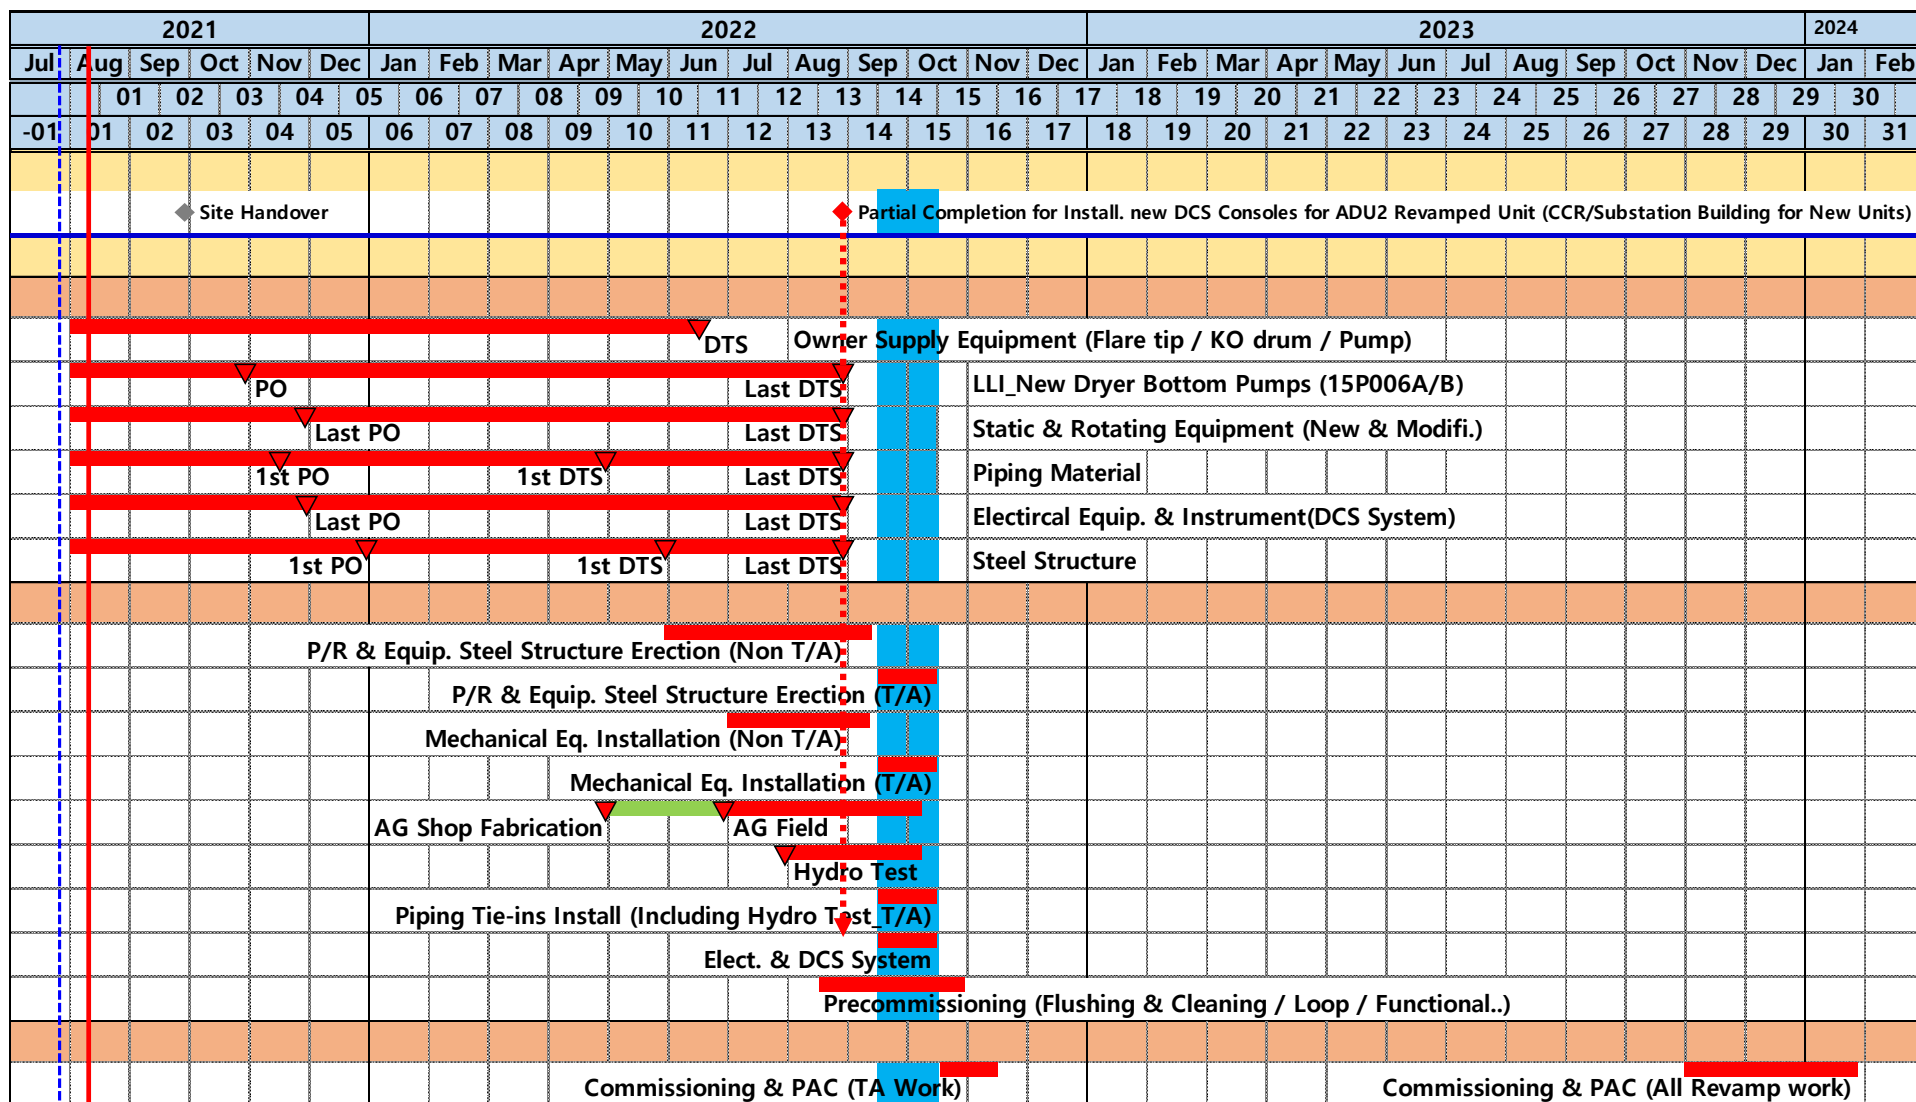 2021 2022 2023 2024
Jul Aug Sep Oct Nov Dec Jan Feb Mar Apr May Jun Jul Aug Sep Oct Nov Dec Jan Feb Mar Apr May Jun Jul Aug Sep Oct Nov Dec Jan Feb
01 02 03 04 05 06 07 08 09 10 11 12 13 14 15 16 17 18 19 20 21 22 23 24 25 26 27 28 29 30
-01 01 02 03 04 05 06 07 08 09 10 11 12 13 14 15 16 17 18 19 20 21 22 23 24 25 26 27 28 29 30 31
Site Handover Partial Completion for Install. new DCS Consoles for ADU2 Revamped Unit (CCR/Substation Building for New Units)
DTS Owner Supply Equipment (Flare tip / KO drum / Pump)
PO Last DTS LLI_New Dryer Bottom Pumps (15P006A/B)
Last PO Last DTS Static & Rotating Equipment (New & Modifi.)
1st PO 1st DTS Last DTS Piping Material
Last PO Last DTS Electircal Equip. & Instrument(DCS System)
1st PO 1st DTS Last DTS Steel Structure
P/R & Equip. Steel Structure Erection (Non T/A)
P/R & Equip. Steel Structure Erection (T/A)
Mechanical Eq. Installation (Non T/A)
Mechanical Eq. Installation (T/A)
AG Shop Fabrication AG Field
Hydro Test
Piping Tie-ins Install (Including Hydro Test_T/A)
Elect. & DCS System
Precommissioning (Flushing & Cleaning / Loop / Functional..)
Commissioning & PAC (TA Work) Commissioning & PAC (All Revamp work)